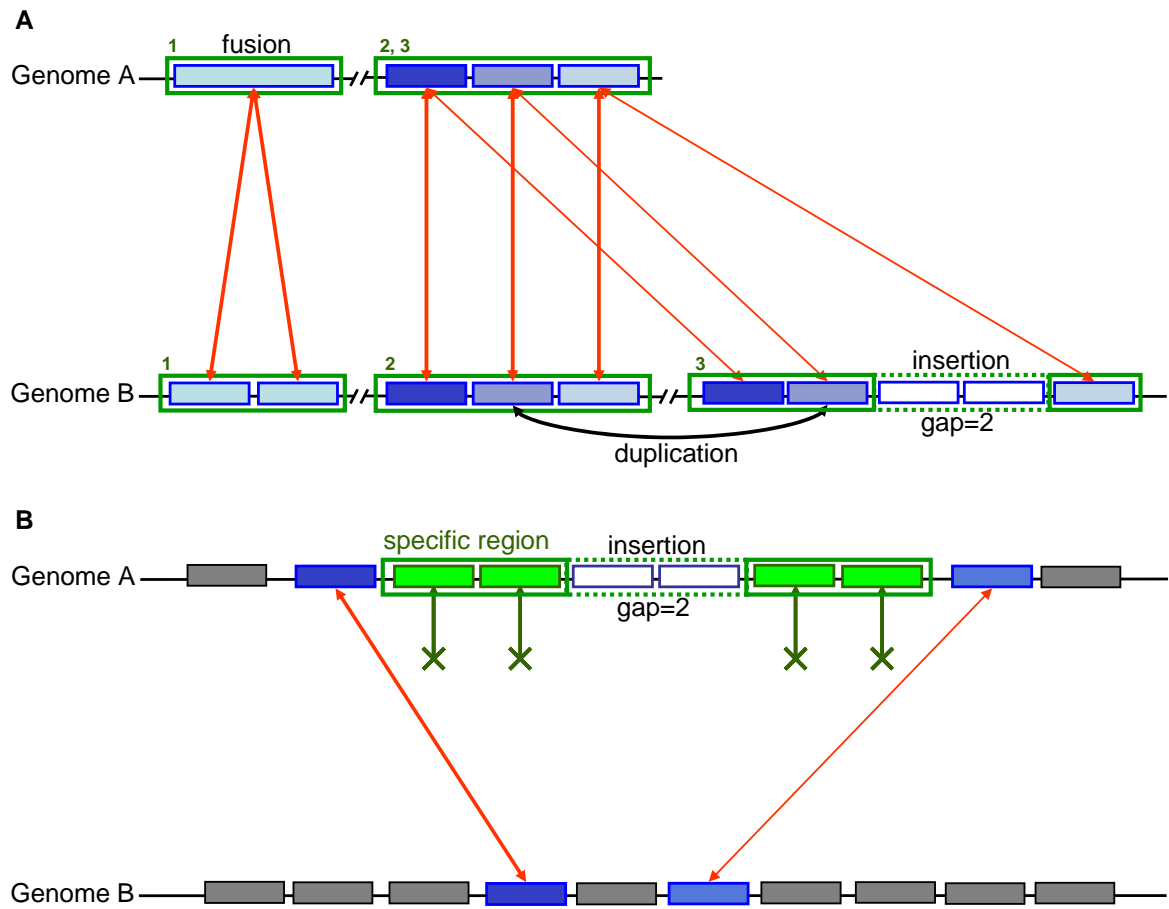 A
1 fusion 2, 3
Genome A
1 2 3 insertion
Genome B
gap=2
duplication
B
specific region insertion
Genome A
gap=2
Genome B